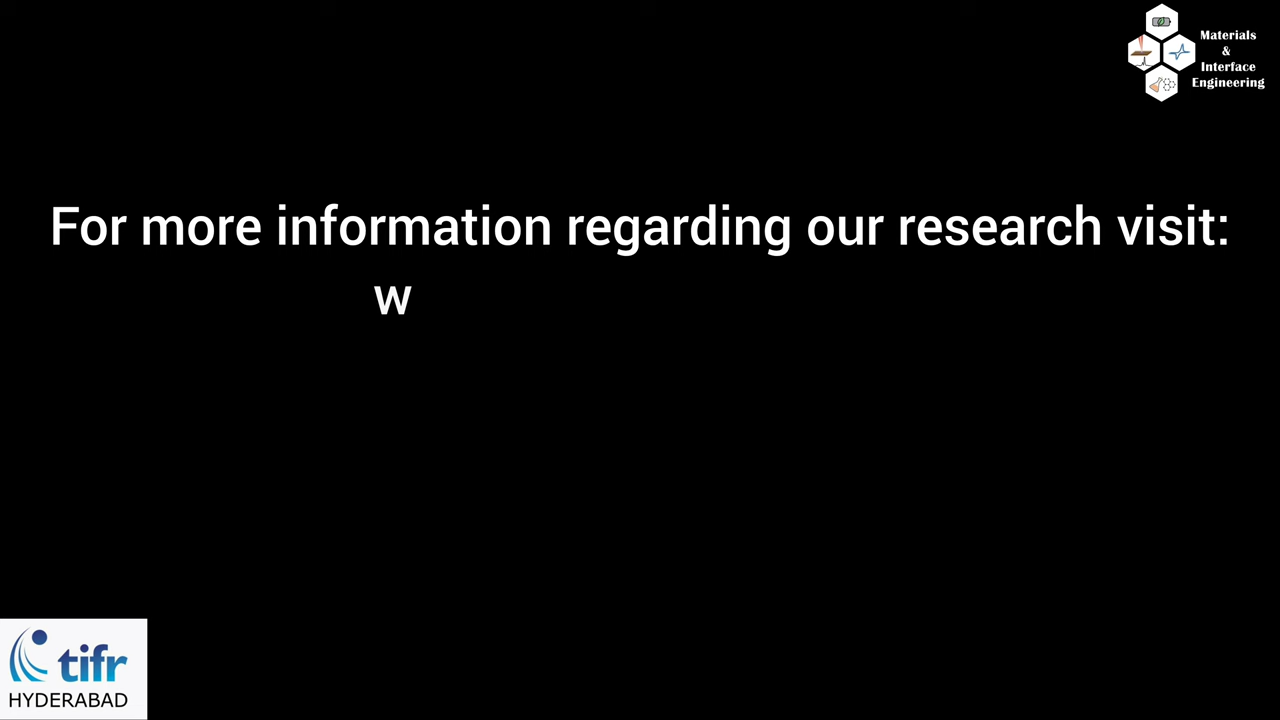 Materials
&
Interface
Engineering
For more information regarding our research visit:
w
tifr
HYDERABAD